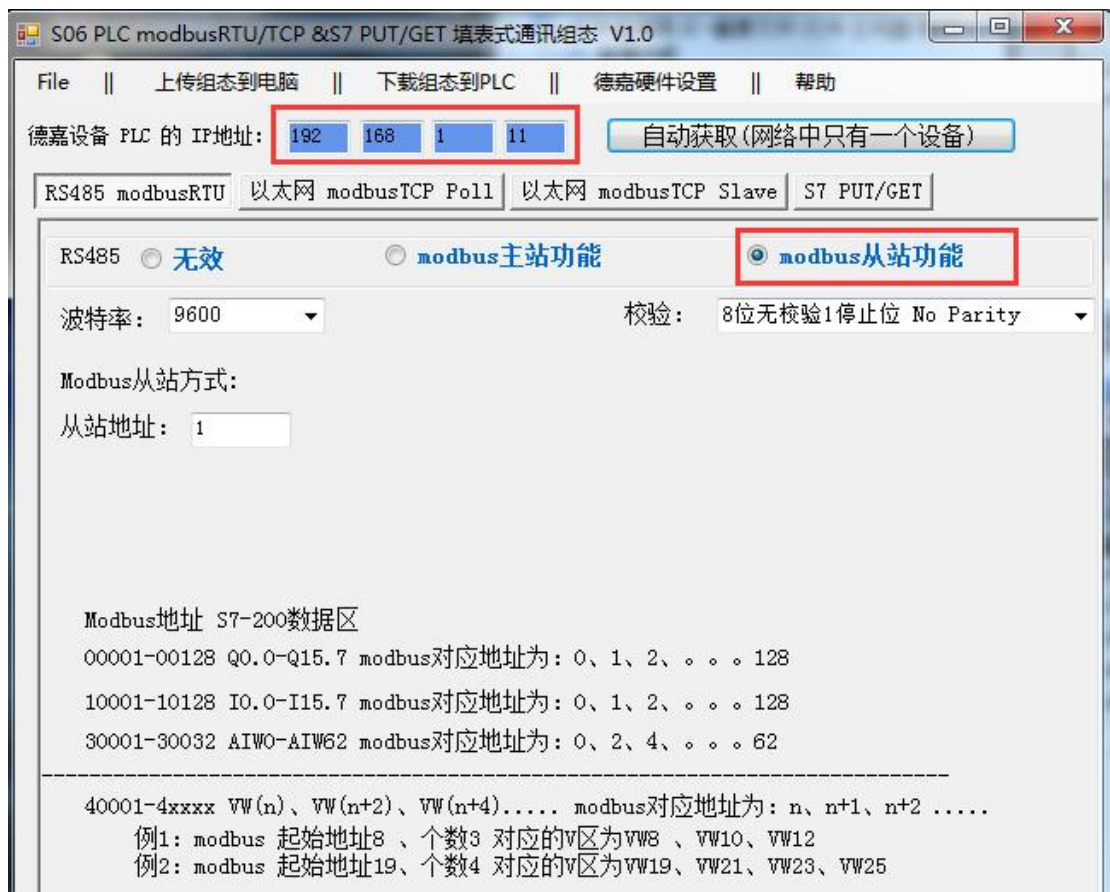 S06 PLC modbusRTU/TCP &S7 PUT/GET 填表式通讯组态 V1.0
File || 上传组态到电脑 || 下载组态到PLC || 德嘉硬件设置 || 帮助
德嘉设备 PLC 的 IP地址: 192 168 1 11 自动获取(网络中只有一个设备)
RS485 modbusRTU 以太网 modbusTCP Poll 以太网 modbusTCP Slave S7 PUT/GET
RS485 无效 modbus主站功能 modbus从站功能
波特率: 9600 校验: 8位无校验1停止位 No Parity
Modbus从站方式:
从站地址: 1
Modbus地址 S7-200数据区
00001-00128 Q0.0-Q15.7 modbus对应地址为: 0、1、2、。。。128
10001-10128 I0.0-I15.7 modbus对应地址为: 0、1、2、。。。128
30001-30032 AIW0-AIW62 modbus对应地址为: 0、2、4、。。。62
40001-4xxxx VW(n)、VW(n+2)、VW(n+4)..... modbus对应地址为: n、n+1、n+2 .....
例1: modbus 起始地址8 、个数3 对应的V区为VW8 、VW10、VW12
例2: modbus 起始地址19、个数4 对应的V区为VW19、VW21、VW23、VW25